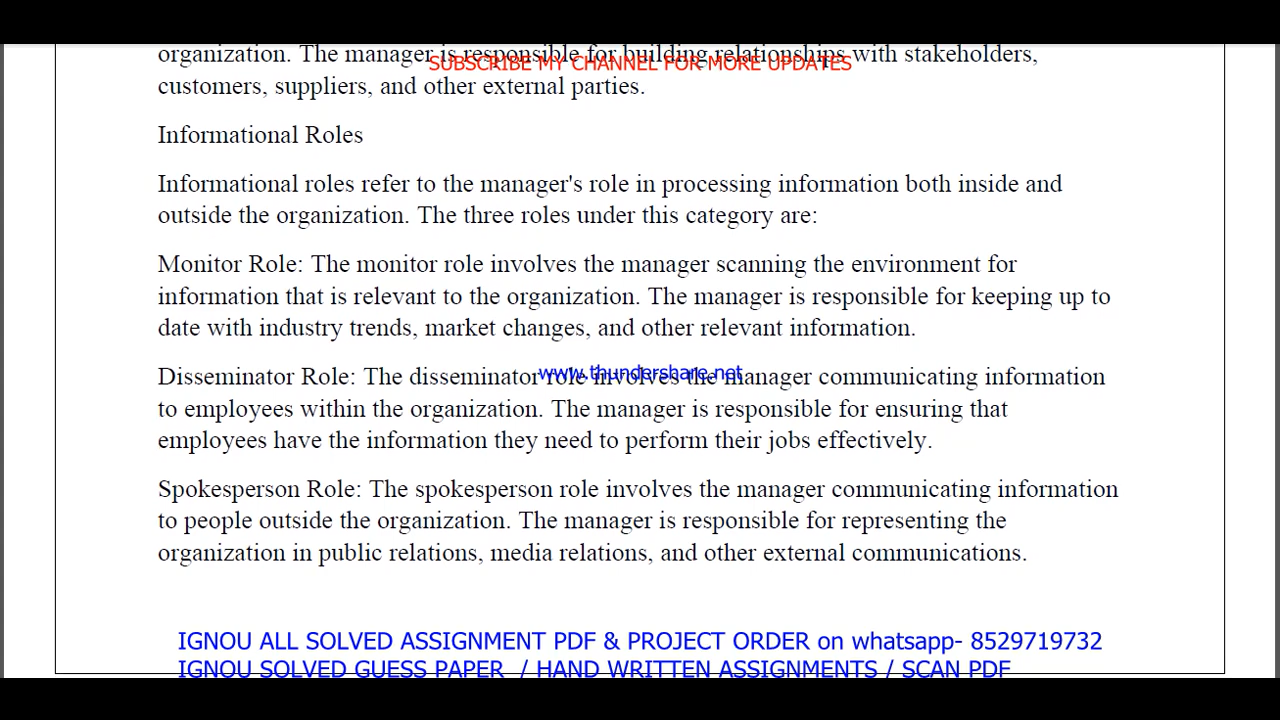 organization. The manager is responsible for building relationships with stakeholders,
SUBSCRIBE MY CHANNEL FOR MORE UPDATES
customers, suppliers, and other external parties.
Informational Roles
Informational roles refer to the manager's role in processing information both inside and
outside the organization. The three roles under this category are:
Monitor Role: The monitor role involves the manager scanning the environment for
information that is relevant to the organization. The manager is responsible for keeping up to
date with industry trends, market changes, and other relevant information.
www.thundershare.net
Disseminator Role: The disseminator role involves the manager communicating information
to employees within the organization. The manager is responsible for ensuring that
employees have the information they need to perform their jobs effectively.
Spokesperson Role: The spokesperson role involves the manager communicating information
to people outside the organization. The manager is responsible for representing the
organization in public relations, media relations, and other external communications.
IGNOU ALL SOLVED ASSIGNMENT PDF & PROJECT ORDER on whatsapp- 8529719732
IGNOU SOLVED GUESS PAPER / HAND WRITTEN ASSIGNMENTS / SCAN PDF